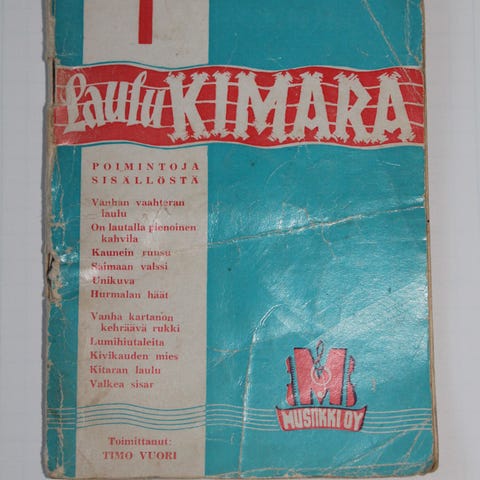 1
Laulu KIMARA
POIMINTOJA
SISÄLLÖSTÄ
Vanhan vaahteran
laulu
On lautalla pienoinen
kahvila
Kaunein ruusu
Saimaan valssi
Unikuva
Hurmalan häät
Vanha kartanon
kehräävä rukki
Lumihiutaleita
Kivikauden mies
Kitaran laulu
Valkea sisar
M
MUSIIKKI OY
Toimittanut:
TIMO VUORI